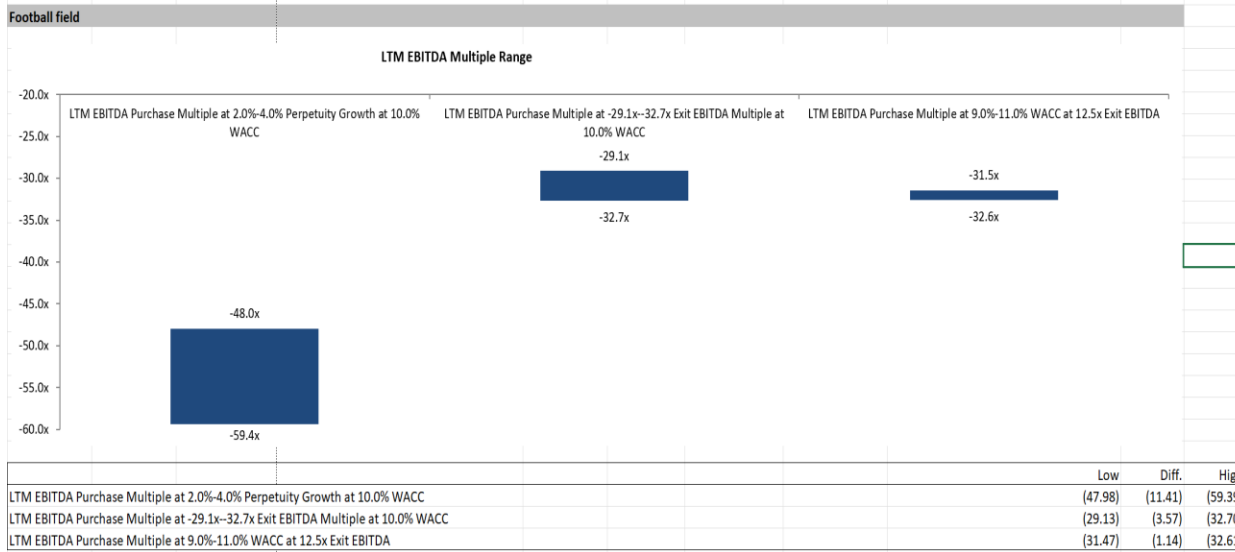 Football field
LTM EBITDA Multiple Range
-20.0x
-25.0x
-30.0x
-35.0x
-40.0x
-45.0x
-50.0x
-55.0x
-60.0x
LTM EBITDA Purchase Multiple at 2.0%-4.0% Perpetuity Growth at 10.0%
WACC
LTM EBITDA Purchase Multiple at -29.1x--32.7x Exit EBITDA Multiple at
10.0% WACC
LTM EBITDA Purchase Multiple at 9.0%-11.0% WACC at 12.5x Exit EBITDA
-48.0x
-59.4x
-29.1x
-32.7x
-31.5x
-32.6x
Low Diff.
LTM EBITDA Purchase Multiple at 2.0%-4.0% Perpetuity Growth at 10.0% WACC (47.98) (11.41)
LTM EBITDA Purchase Multiple at -29.1x--32.7x Exit EBITDA Multiple at 10.0% WACC (29.13) (3.57)
LTM EBITDA Purchase Multiple at 9.0%-11.0% WACC at 12.5x Exit EBITDA (31.47) (1.14)